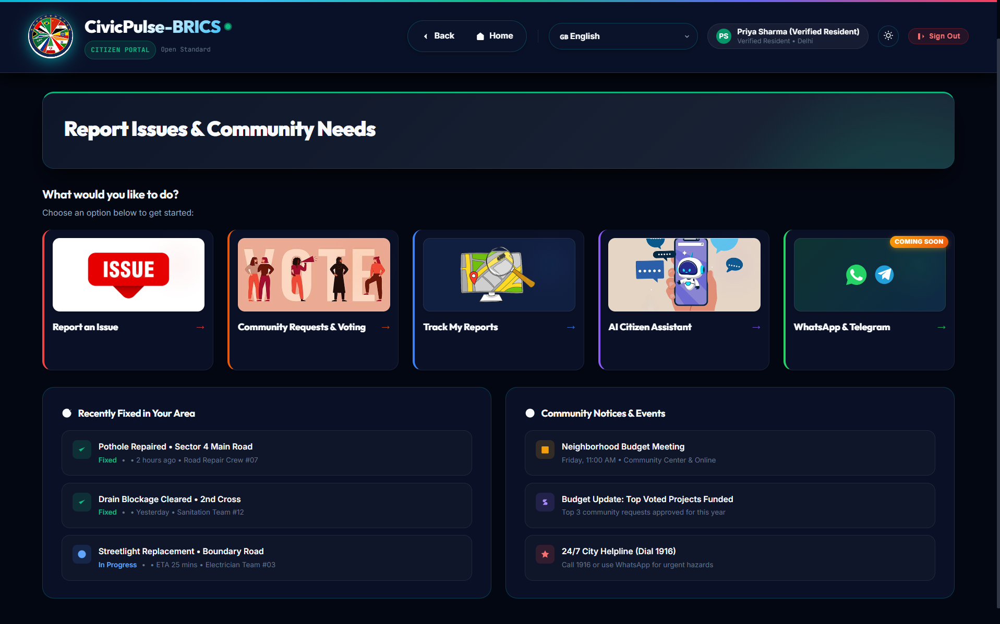 CivicPulse-BRICS
CITIZEN PORTAL
Open Standard
Back
Home
GB English
PS
Priya Sharma (Verified Resident)
Verified Resident • Delhi
Sign Out
Report Issues & Community Needs
What would you like to do?
Choose an option below to get started:
ISSUE
Report an Issue →
VOTE
Community Requests & Voting →
Track My Reports →
AI Citizen Assistant →
COMING SOON
WhatsApp & Telegram →
Recently Fixed in Your Area
Pothole Repaired • Sector 4 Main Road
Fixed • • 2 hours ago • Road Repair Crew #07
Drain Blockage Cleared • 2nd Cross
Fixed • • Yesterday • Sanitation Team #12
Streetlight Replacement • Boundary Road
In Progress • • ETA 25 mins • Electrician Team #03
Community Notices & Events
Neighborhood Budget Meeting
Friday, 11:00 AM • Community Center & Online
Budget Update: Top Voted Projects Funded
Top 3 community requests approved for this year
24/7 City Helpline (Dial 1916)
Call 1916 or use WhatsApp for urgent hazards